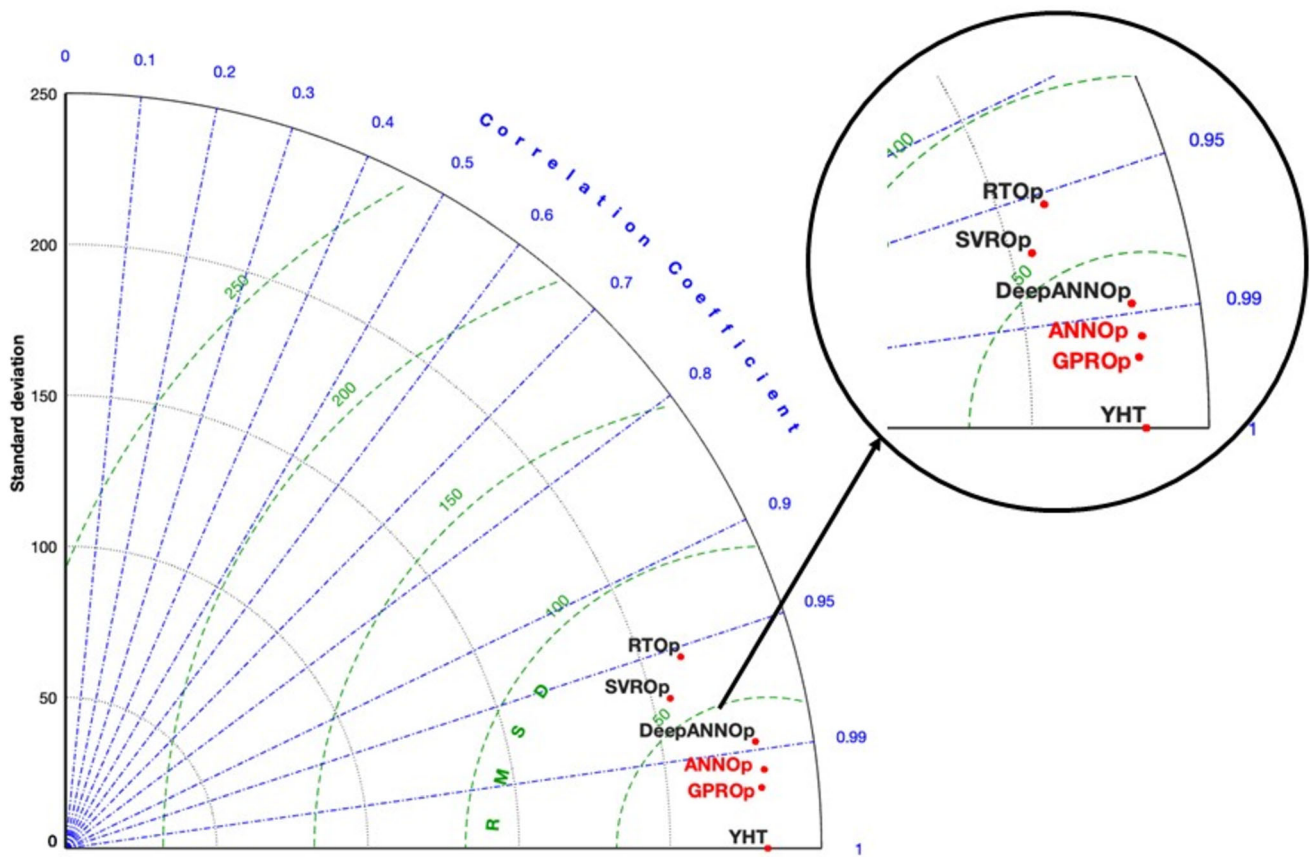 0
0.1
0.2
0.3
0.4
0.5
0.6
0.7
0.8
0.9
0.95
0.99
1
Correlation Coefficient
250
200
150
100
50
0
Standard deviation
250
200
150
100
50
RMSD
RTOp
SVROp
DeepANNOp
ANNOp
GPROp
YHT
100
0.95
RTOp
SVROp
50
DeepANNOp
0.99
ANNOp
GPROp
YHT
1